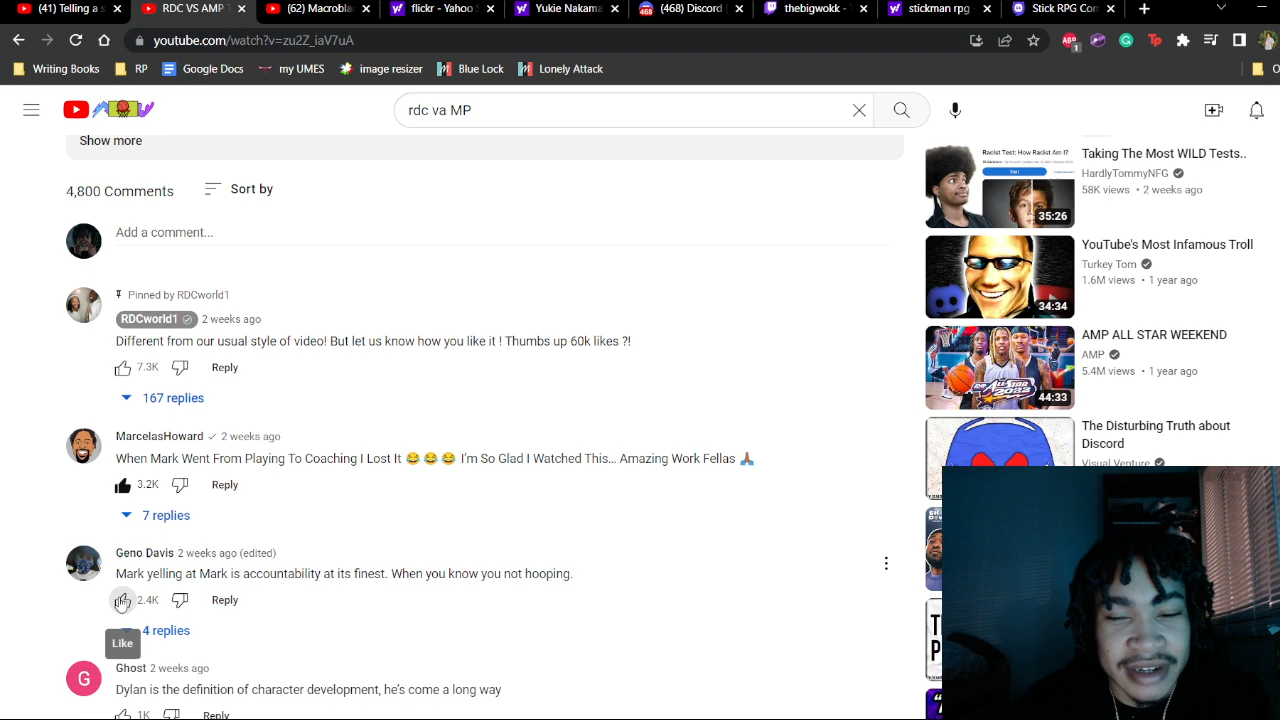 (41) Telling a s
RDC VS AMP
(62) Macrobla
flickr - Yahoo S
Yukie Nakama
(468) Discord
thebigwokk - 
stickman rpg
Stick RPG Con
youtube.com/watch?v=zu2Z_iaV7uA
Writing Books
RP
Google Docs
my UMES
image resizer
Blue Lock
Lonely Attack
rdc va MP
Show more
4,800 Comments
Sort by
Add a comment...
Pinned by RDCworld1
RDCworld1 2 weeks ago
Different from our usual style of video! But let us know how you like it ! Thumbs up 60k likes ?!
7.3K Reply
167 replies
MarcelasHoward 2 weeks ago
When Mark Went From Playing To Coaching I Lost It 😂 😂 😂 I'm So Glad I Watched This... Amazing Work Fellas 🙏🏽
3.2K Reply
7 replies
Geno Davis 2 weeks ago (edited)
Mark yelling at Mark is accountability at its finest. When you know you not hooping.
2.4K Reply
4 replies
Like
Ghost 2 weeks ago
G
Dylan is the definition of character development, he's come a long way
1K Reply
Racist Test: How Racist Am I?
Start
35:26
Taking The Most WILD Tests..
HardlyTommyNFG
58K views • 2 weeks ago
34:34
YouTube's Most Infamous Troll
Turkey Tom
1.6M views • 1 year ago
44:33
AMP ALL STAR WEEKEND
AMP
5.4M views • 1 year ago
The Disturbing Truth about
Discord
Visual Venture